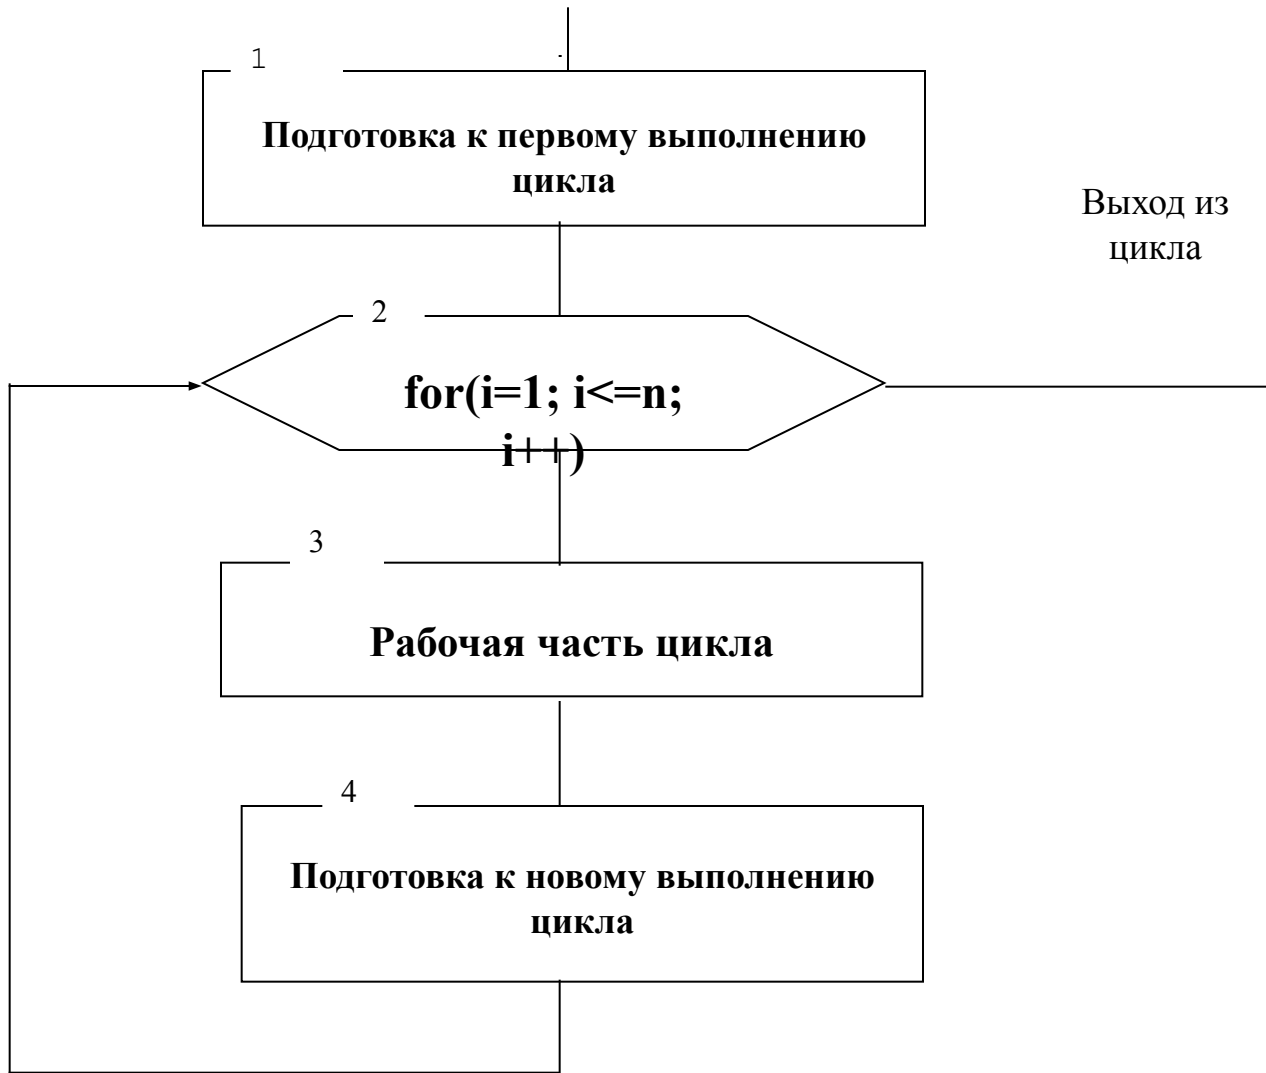 1
Подготовка к первому выполнению
цикла
Выход из
цикла
2
for(i=1; i<=n;
i++)
3
Рабочая часть цикла
4
Подготовка к новому выполнению
цикла